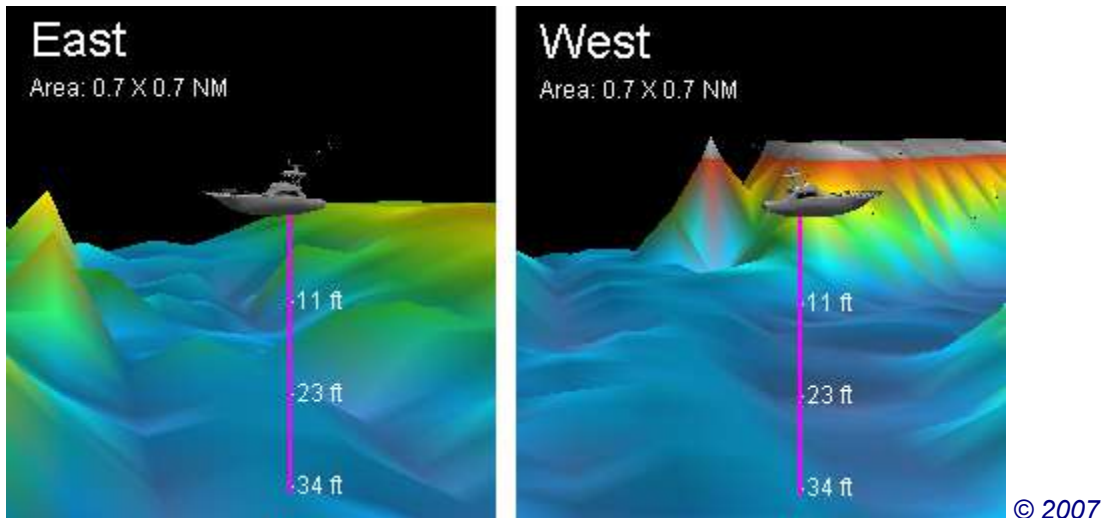 East
Area: 0.7 X 0.7 NM
-11 ft
-23 ft
-34 ft
West
Area: 0.7 X 0.7 NM
-11 ft
-23 ft
-34 ft
© 2007